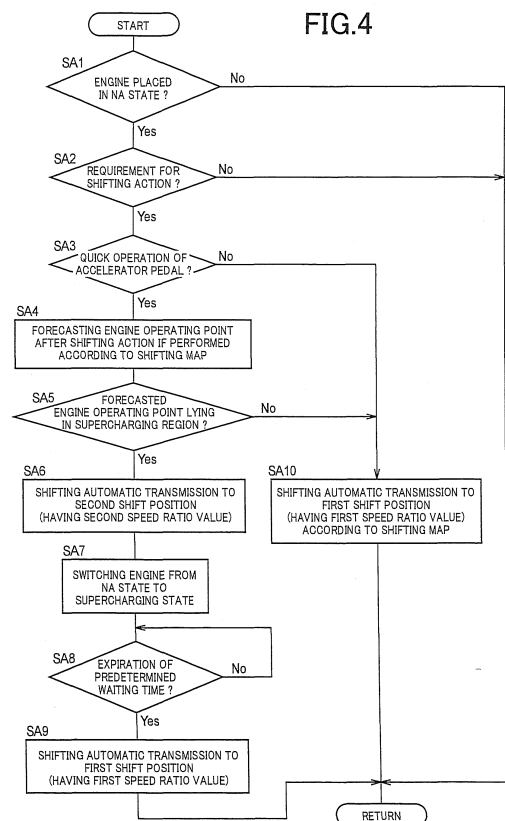 FIG.4
START
SA1
ENGINE PLACED
IN NA STATE ?
No
Yes
SA2
REQUIREMENT FOR
SHIFTING ACTION ?
No
Yes
SA3
QUICK OPERATION OF
ACCELERATOR PEDAL ?
No
Yes
SA4
FORECASTING ENGINE OPERATING POINT
AFTER SHIFTING ACTION IF PERFORMED
ACCORDING TO SHIFTING MAP
SA5
FORECASTED
ENGINE OPERATING POINT LYING
IN SUPERCHARGING REGION ?
No
Yes
SA6
SHIFTING AUTOMATIC TRANSMISSION TO
SECOND SHIFT POSITION
(HAVING SECOND SPEED RATIO VALUE)
SA10
SHIFTING AUTOMATIC TRANSMISSION TO
FIRST SHIFT POSITION
(HAVING FIRST SPEED RATIO VALUE)
ACCORDING TO SHIFTING MAP
SA7
SWITCHING ENGINE FROM
NA STATE TO
SUPERCHARGING STATE
SA8
EXPIRATION OF
PREDETERMINED
WAITING TIME ?
No
Yes
SA9
SHIFTING AUTOMATIC TRANSMISSION TO
FIRST SHIFT POSITION
(HAVING FIRST SPEED RATIO VALUE)
RETURN